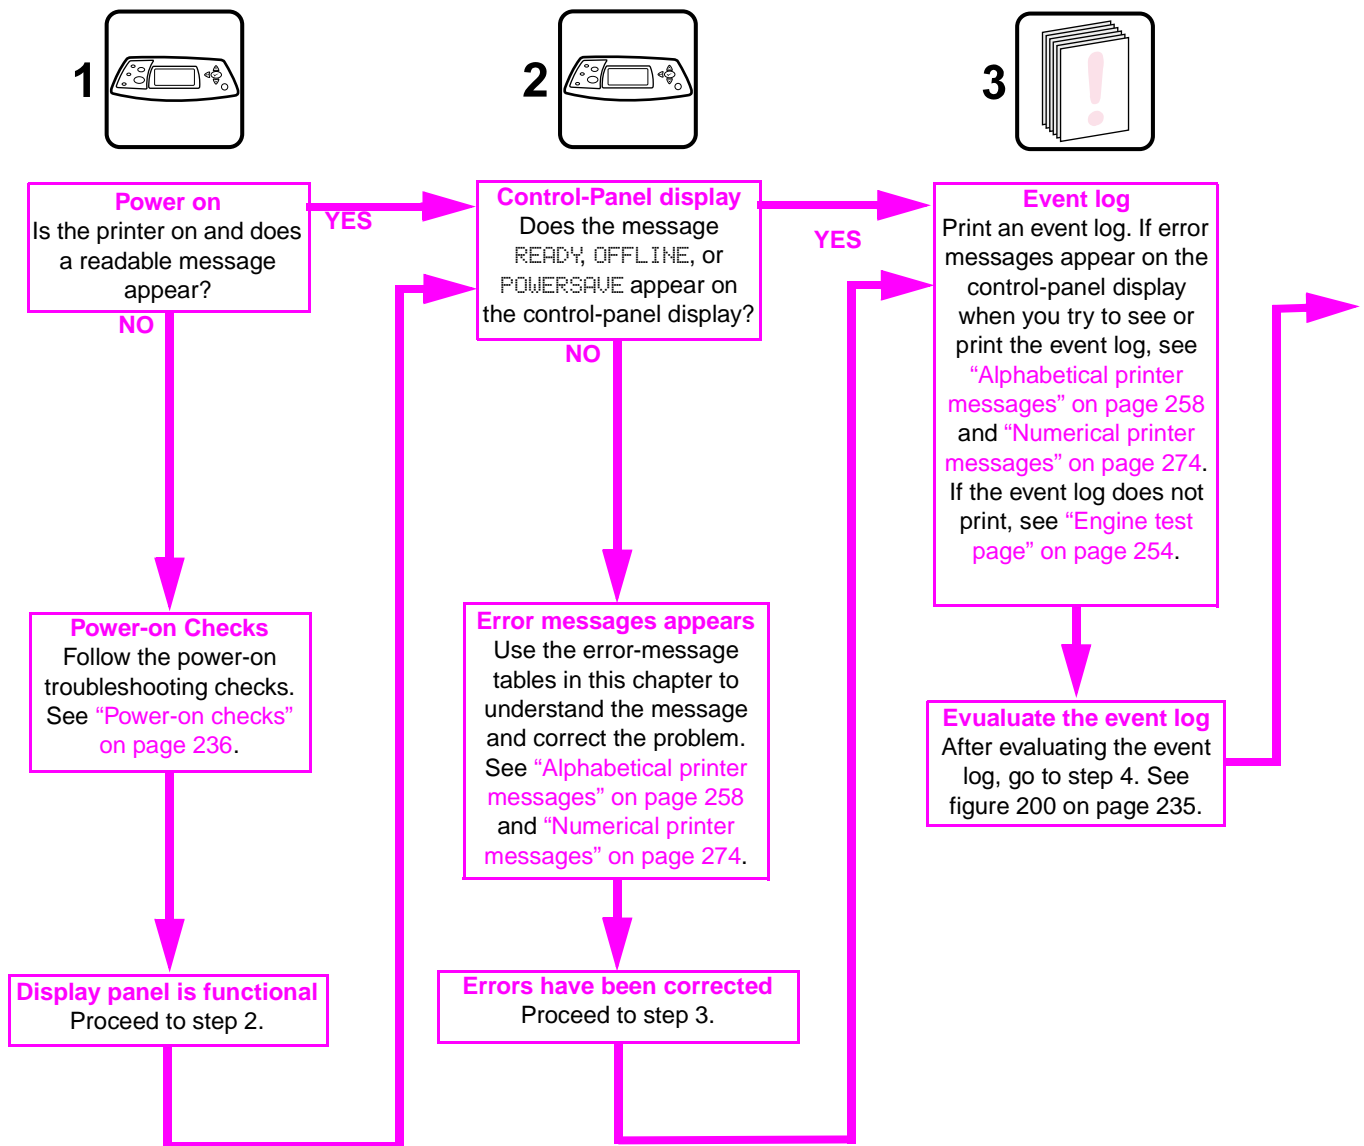 1
2
3
Power on
Is the printer on and does
a readable message
appear?
YES
NO
Power-on Checks
Follow the power-on
troubleshooting checks.
See “Power-on checks”
on page 236.
Display panel is functional
Proceed to step 2.
Control-Panel display
Does the message
READY, OFFLINE, or
POWERSAVE appear on
the control-panel display?
YES
NO
Error messages appears
Use the error-message
tables in this chapter to
understand the message
and correct the problem.
See “Alphabetical printer
messages” on page 258
and “Numerical printer
messages” on page 274.
Errors have been corrected
Proceed to step 3.
Event log
Print an event log. If error
messages appear on the
control-panel display
when you try to see or
print the event log, see
“Alphabetical printer
messages” on page 258
and “Numerical printer
messages” on page 274.
If the event log does not
print, see “Engine test
page” on page 254.
Evualuate the event log
After evaluating the event
log, go to step 4. See
figure 200 on page 235.